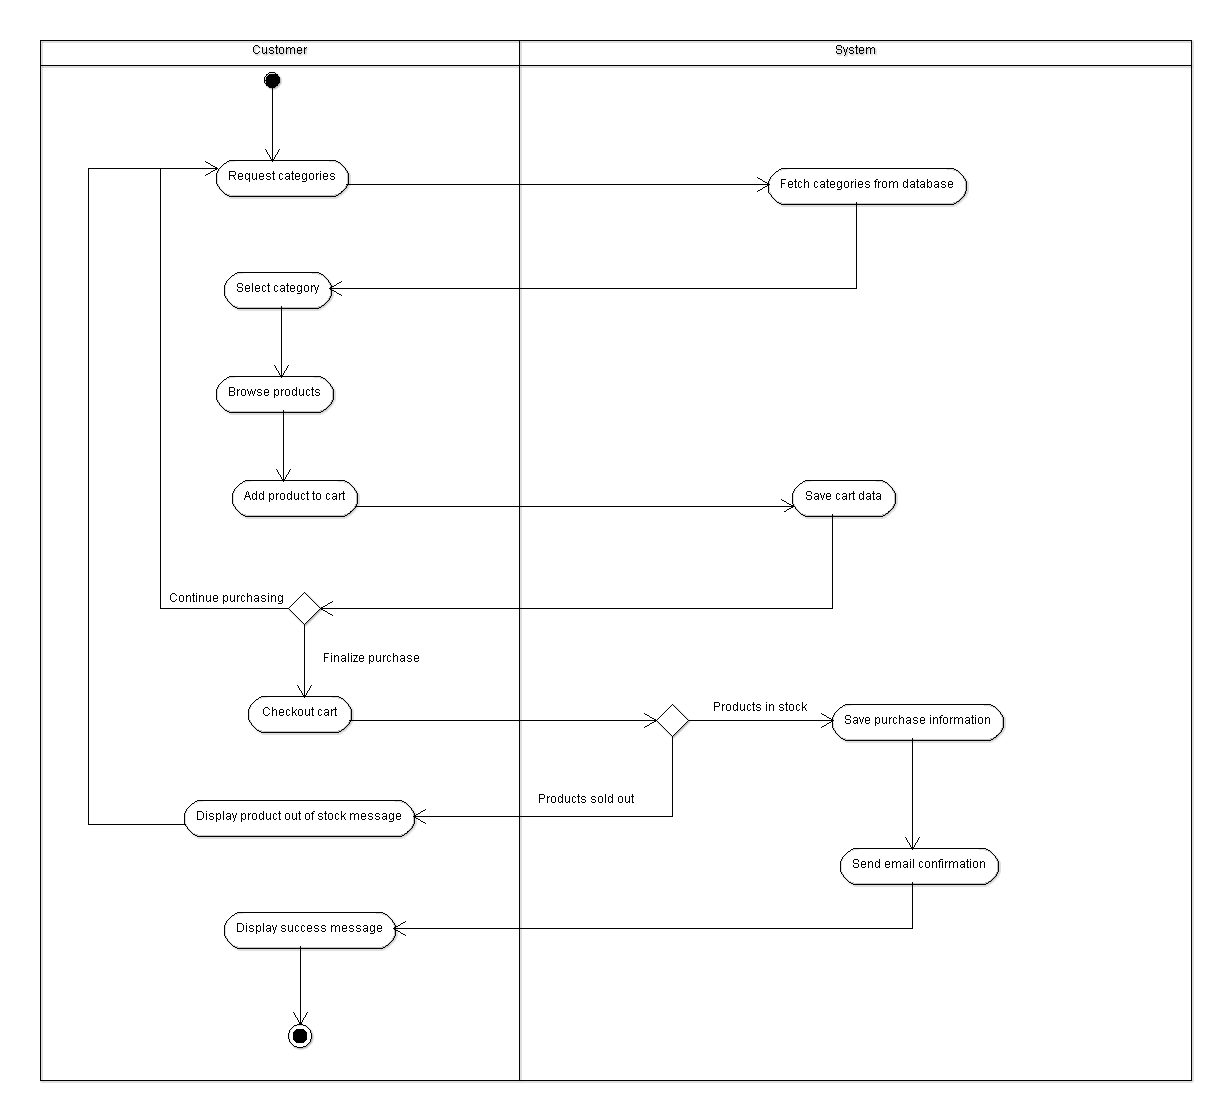 Customer
System
Request categories
Fetch categories from database
Select category
Browse products
Add product to cart
Save cart data
Continue purchasing
Finalize purchase
Checkout cart
Products in stock
Save purchase information
Products sold out
Display product out of stock message
Send email confirmation
Display success message